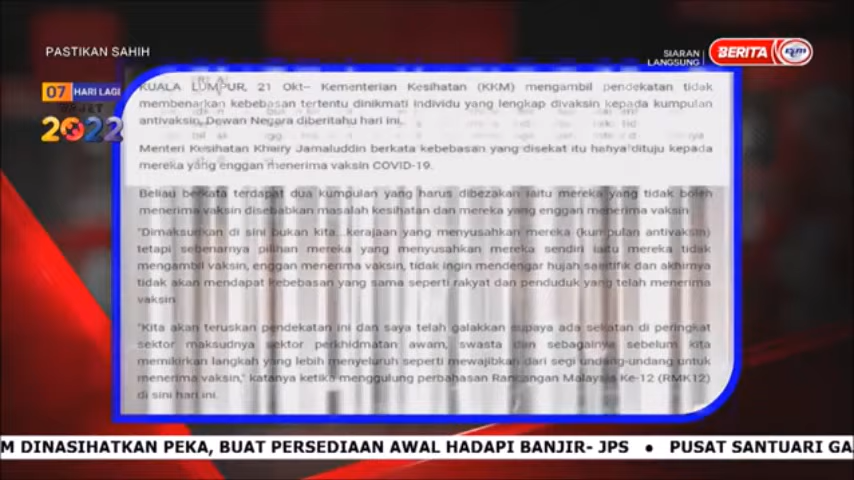 PASTIKAN SAHIH
SIARAN
LANGSUNG
BERITA
07 HARI LAGI
2022
KUALA LUMPUR, 21 Okt– Kementerian Kesihatan (KKM) mengambil pendekatan tidak
membenarkan kebebasan tertentu dinikmati individu yang lengkap divaksin kepada kumpulan
antivaksin, Dewan Negara diberitahu hari ini.
Menteri Kesihatan Khairy Jamaluddin berkata kebebasan yang disekat itu hanya dituju kepada
mereka yang enggan menerima vaksin COVID-19.
Beliau berkata terdapat dua kumpulan yang harus dibezakan iaitu mereka yang tidak boleh
menerima vaksin disebabkan masalah kesihatan dan mereka yang enggan menerima vaksin
"Dimaksudkan di sini bukan kita...kerajaan yang menyusahkan mereka (kumpulan antivaksin)
tetapi sebenarnya pilihan mereka yang menyusahkan mereka sendiri iaitu mereka tidak
mengambil vaksin, enggan menerima vaksin, tidak ingin mendengar hujah saintifik dan akhirnya
tidak akan mendapat kebebasan yang sama seperti rakyat dan penduduk yang telah menerima
vaksin
"Kita akan teruskan pendekatan ini dan saya telah galakkan supaya ada sekatan di peringkat
sektor maksudnya sektor perkhidmatan awam, swasta dan sebagainya sebelum kita
memikirkan langkah yang lebih menyeluruh seperti mewajibkan dari segi undang-undang untuk
menerima vaksin," katanya ketika menggulung perbahasan Rancangan Malaysia Ke-12 (RMK12)
di sini hari ini.
M DINASIHATKAN PEKA, BUAT PERSEDIAAN AWAL HADAPI BANJIR- JPS ● PUSAT SANTUARI GA